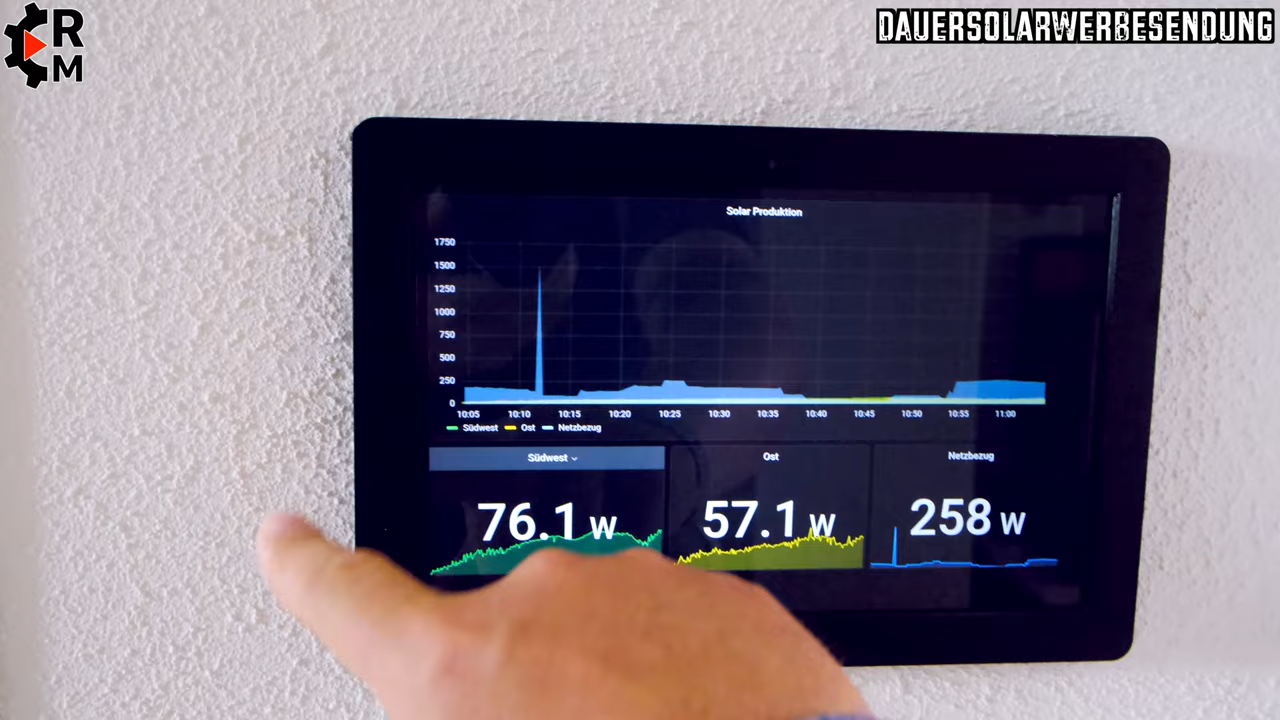 CRM
DAUERSOLARWERBESENDUNG
Solar Produktion
1750
1500
1250
1000
750
500
250
0
10:05 10:10 10:15 10:20 10:25 10:30 10:35 10:40 10:45 10:50 10:55 11:00
Südwest Ost Netzbezug
Südwest Ost Netzbezug
76.1 W 57.1 W 258 W